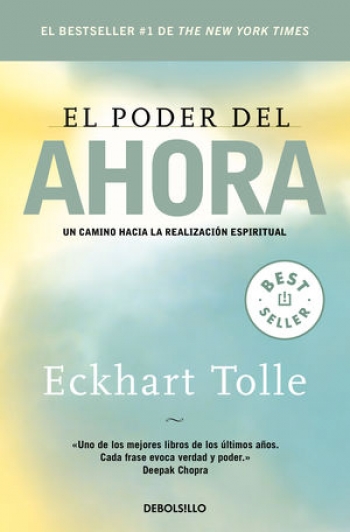 EL BESTSELLER #1 DE THE NEW YORK TIMES
EL PODER DEL
AHORA
UN CAMINO HACIA LA REALIZACIÓN ESPIRITUAL
BEST
SELLER
Eckhart Tolle
«Uno de los mejores libros de los últimos años.
Cada frase evoca verdad y poder.»
Deepak Chopra
DEBOLS!LLO